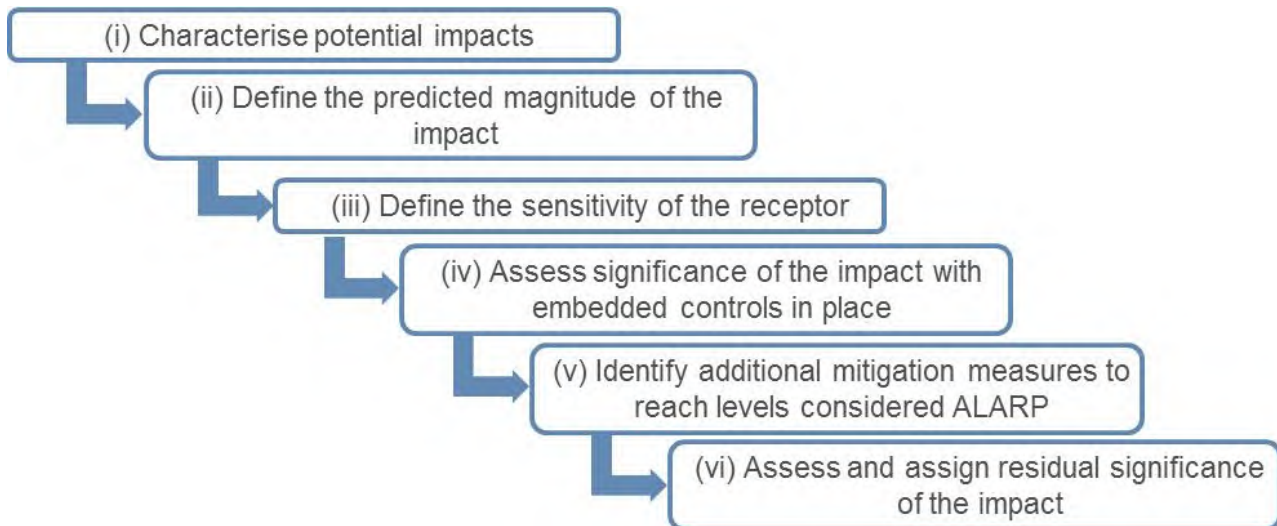 (i) Characterise potential impacts
(ii) Define the predicted magnitude of the
impact
(iii) Define the sensitivity of the receptor
(iv) Assess significance of the impact with
embedded controls in place
(v) Identify additional mitigation measures to
reach levels considered ALARP
(vi) Assess and assign residual significance
of the impact